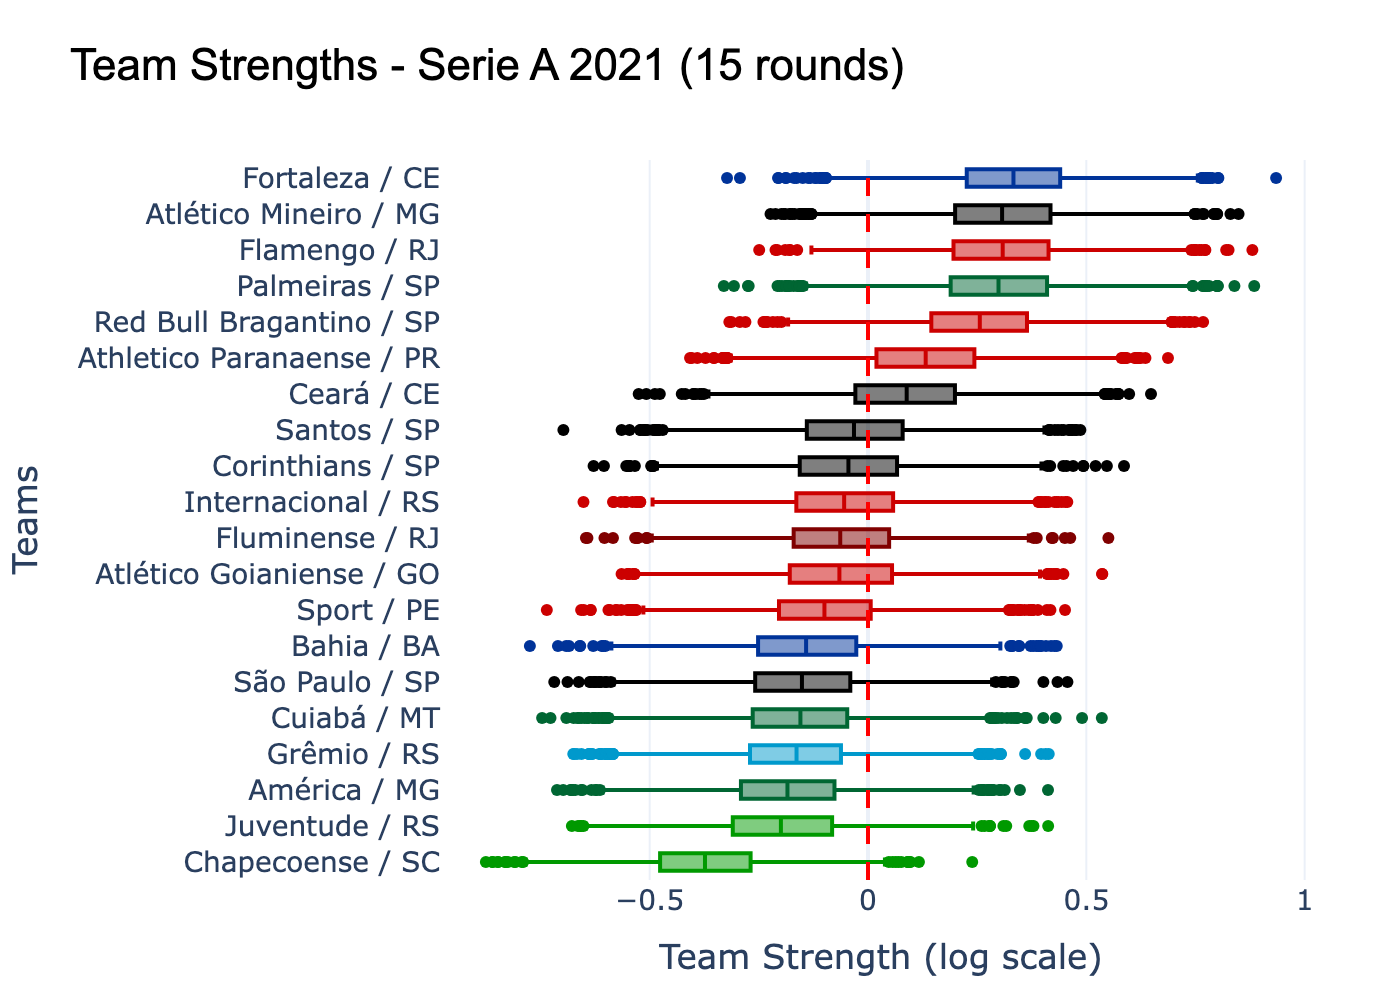 Team Strengths - Serie A 2021 (15 rounds)
Teams
Fortaleza / CE
Atlético Mineiro / MG
Flamengo / RJ
Palmeiras / SP
Red Bull Bragantino / SP
Athletico Paranaense / PR
Ceará / CE
Santos / SP
Corinthians / SP
Internacional / RS
Fluminense / RJ
Atlético Goianiense / GO
Sport / PE
Bahia / BA
São Paulo / SP
Cuiabá / MT
Grêmio / RS
América / MG
Juventude / RS
Chapecoense / SC
−0.5 0 0.5 1
Team Strength (log scale)